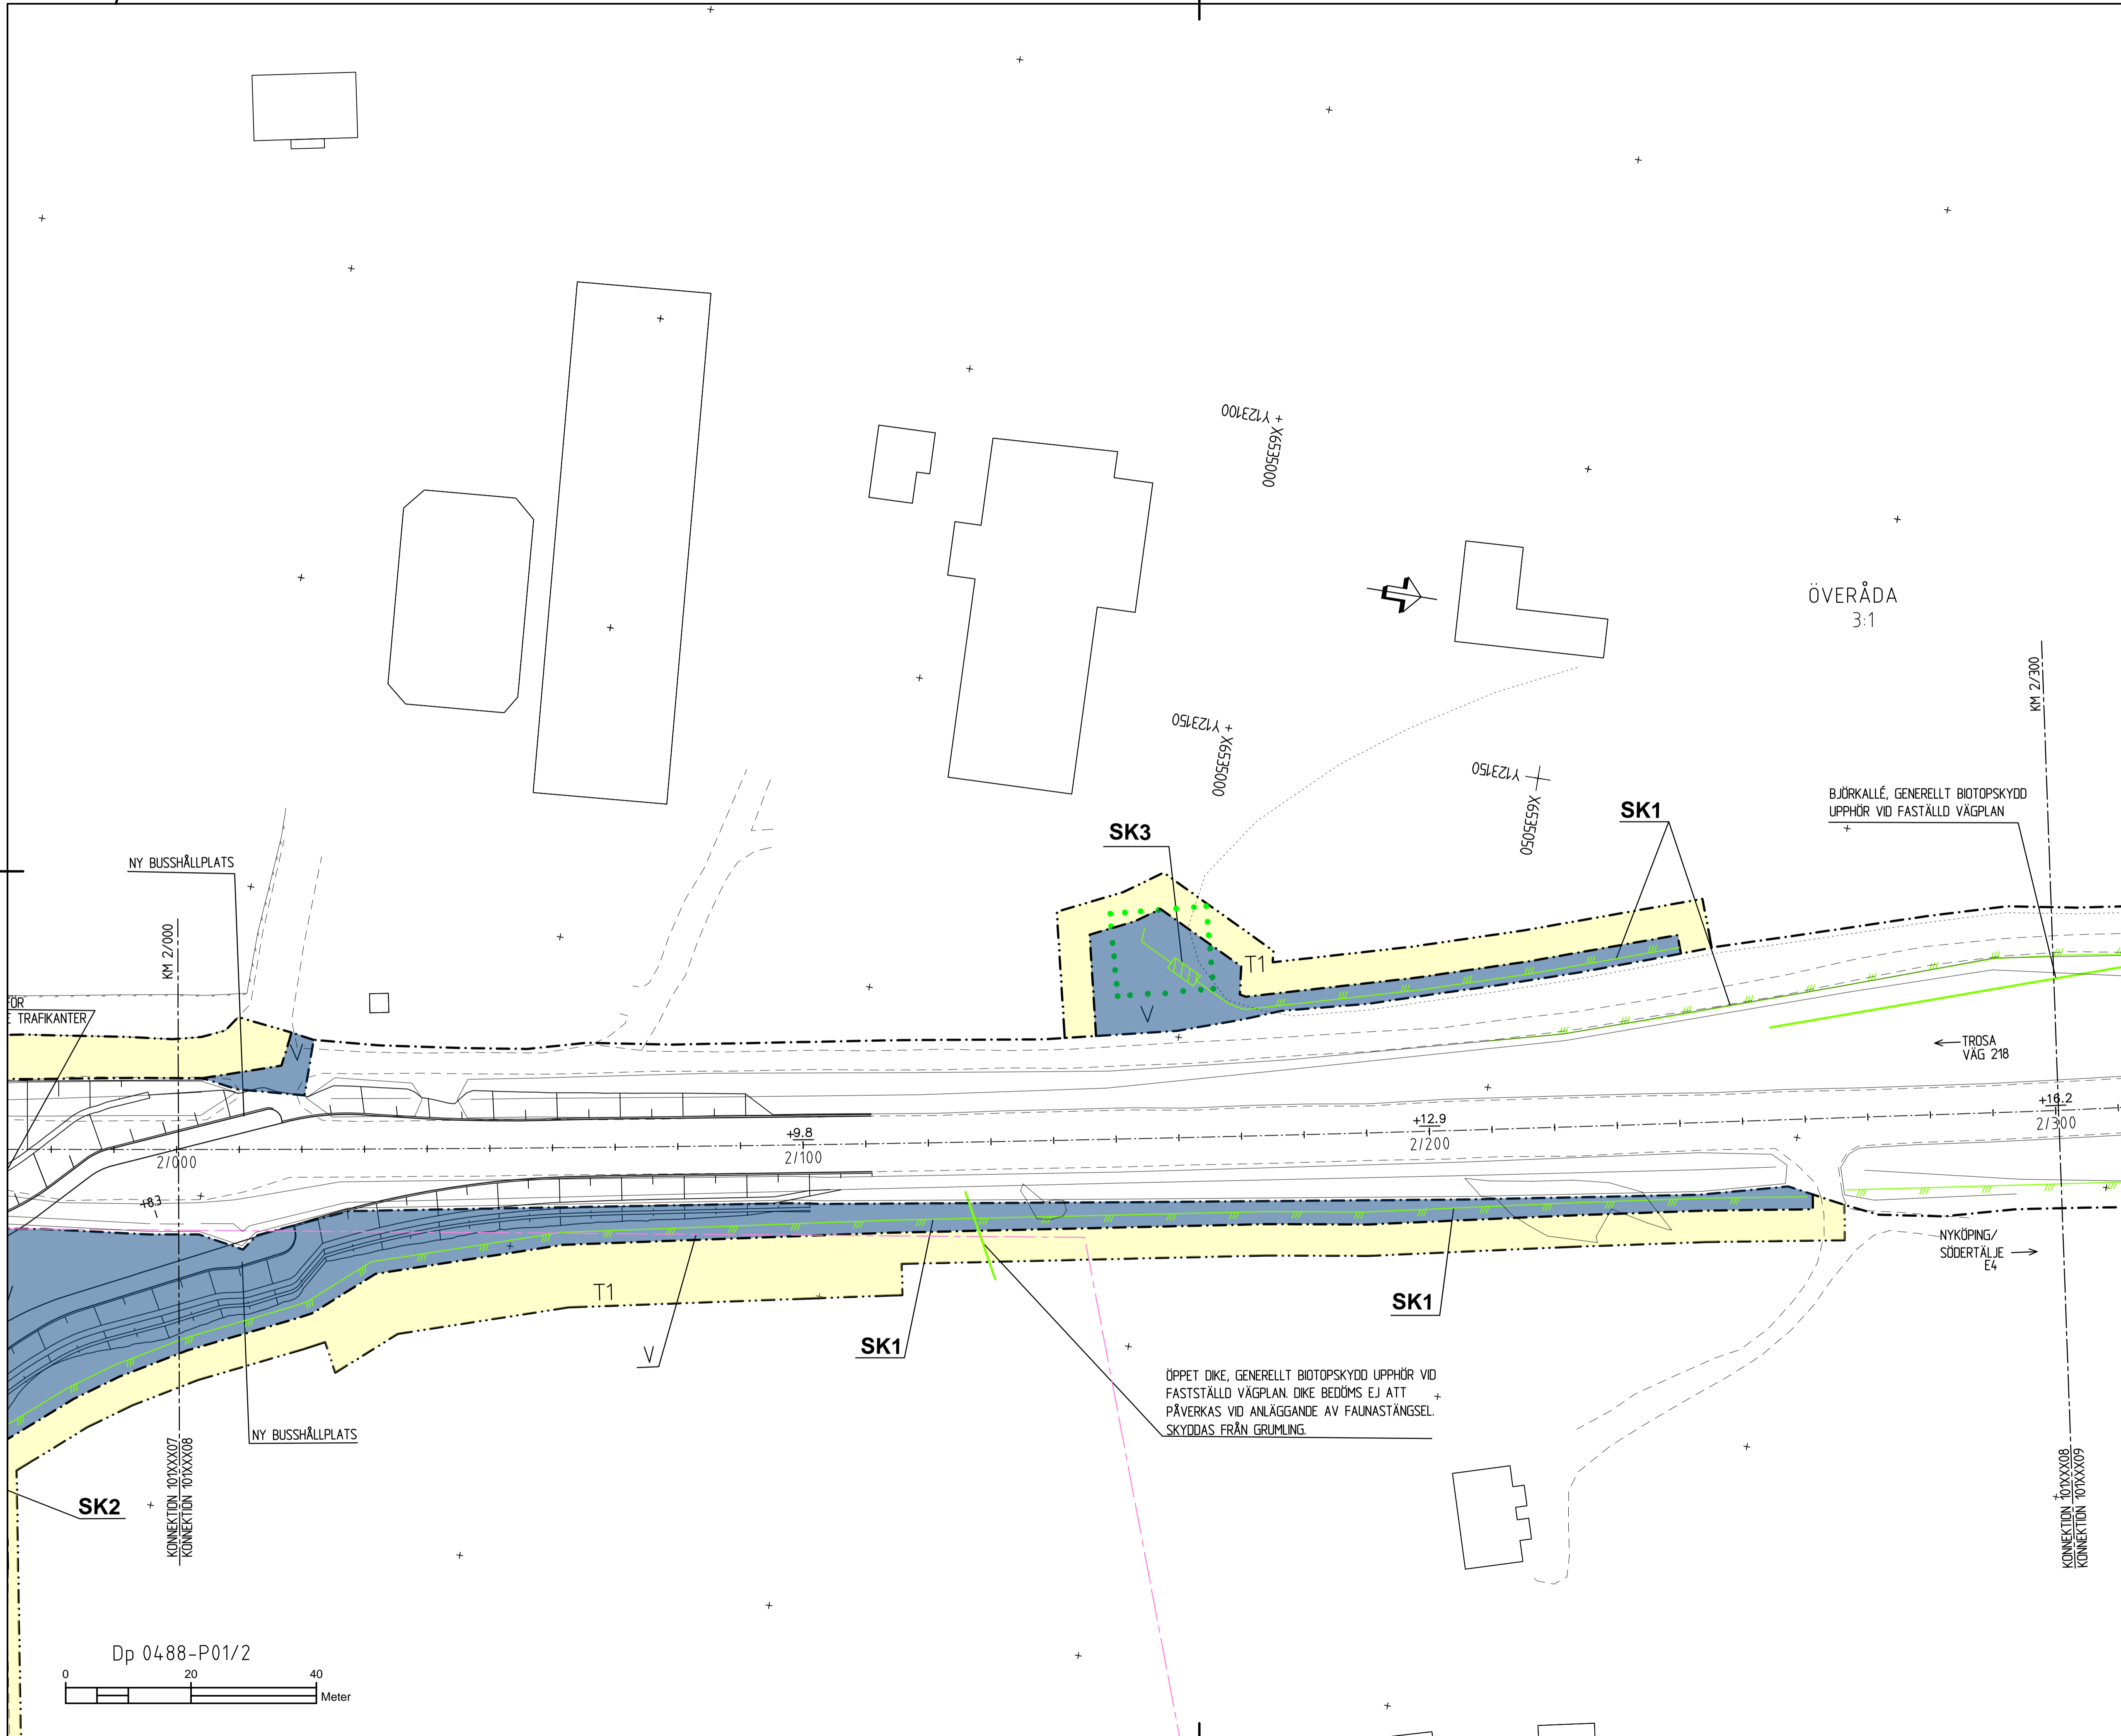 Y123100
X6535000
ÖVERÅDA
3:1
KM 2/300
Y123150
X6535000
Y123150
X6535050
BJÖRKALLÉ, GENERELLT BIOTOPSKYDD
UPPHÖR VID FASTÄLLD VÄGPLAN
SK1
SK3
NY BUSSHÅLLPLATS
KM 2/000
T1
V
ÖR
E TRAFIKANTER
V
TROSA
VÄG 218
+16.2
2/300
+12.9
2/200
+9.8
2/100
2/000
+8.3
NYKÖPING/
SÖDERTÄLJE
E4
T1
SK1
SK1
V
ÖPPET DIKE, GENERELLT BIOTOPSKYDD UPPHÖR VID
FASTSTÄLLD VÄGPLAN. DIKE BEDÖMS EJ ATT
PÅVERKAS VID ANLÄGGANDE AV FAUNASTÄNGSEL.
SKYDDAS FRÅN GRUMLING.
NY BUSSHÅLLPLATS
SK2
KONNEKTION 101XXX07
KONNEKTION 101XXX08
KONNEKTION 101XXX08
KONNEKTION 101XXX09
Dp 0488-P01/2
0 20 40
Meter